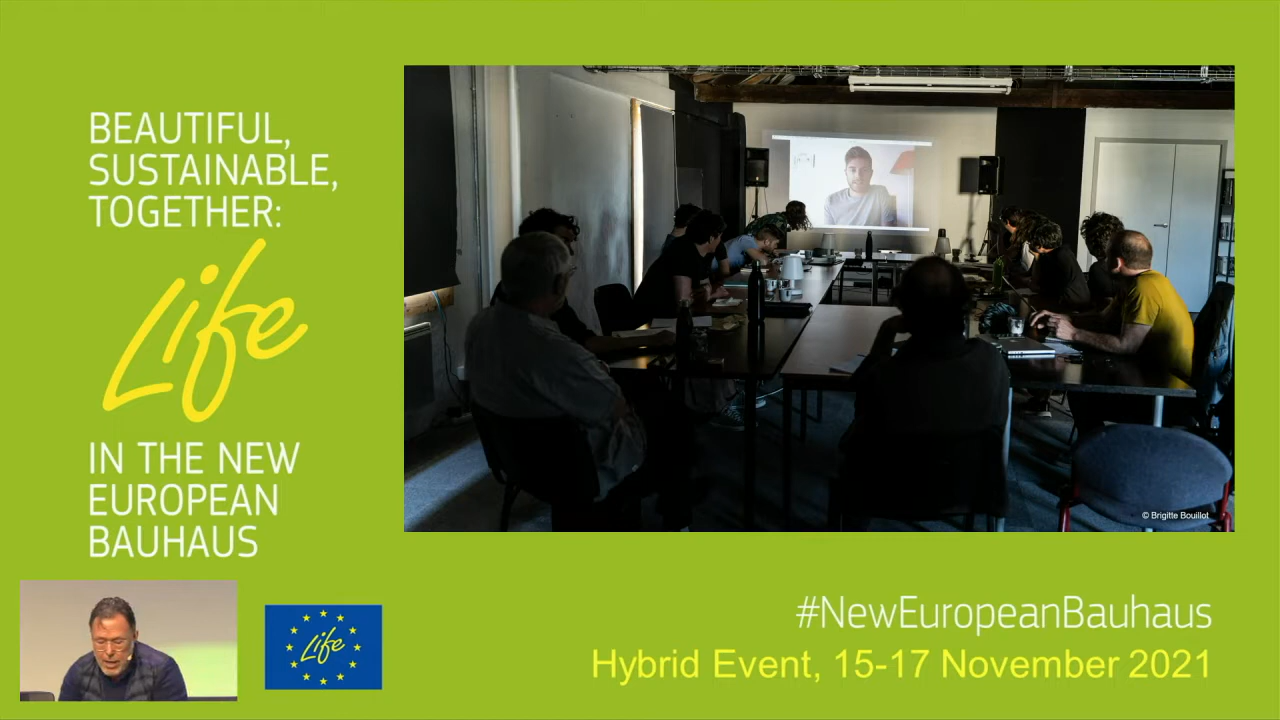 BEAUTIFUL,
SUSTAINABLE,
TOGETHER:
Life
IN THE NEW
EUROPEAN
BAUHAUS
© Brigitte Bouillot
Life
#NewEuropeanBauhaus
Hybrid Event, 15-17 November 2021